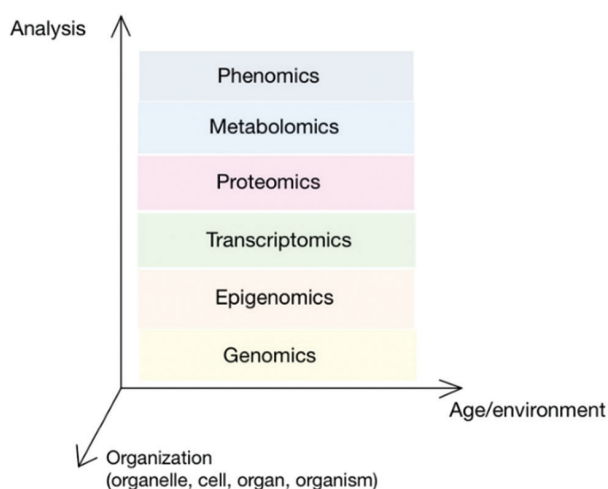 Analysis
Phenomics
Metabolomics
Proteomics
Transcriptomics
Epigenomics
Genomics
Age/environment
Organization
(organelle, cell, organ, organism)